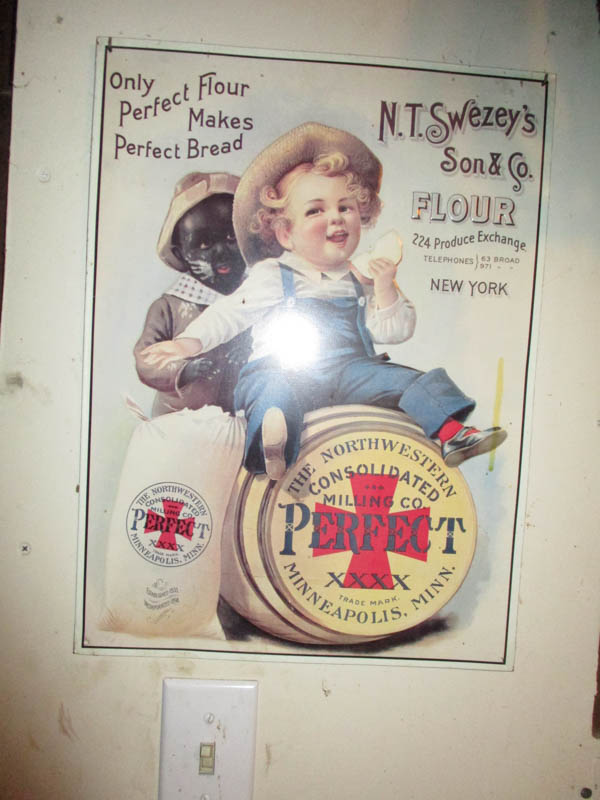 Only
Perfect Flour
Makes
Perfect Bread
N.T. Swezey's
Son & Co.
FLOUR
224 Produce Exchange
TELEPHONES 63 BROAD
971 " "
NEW YORK
THE NORTHWESTERN
CONSOLIDATED
MILLING CO
PERFECT
XXXX
TRADE MARK.
MINNEAPOLIS, MINN.
THE NORTHWESTERN
CONSOLIDATED
MILLING CO
PERFECT
XXXX
TRADE MARK
MINNEAPOLIS, MINN.